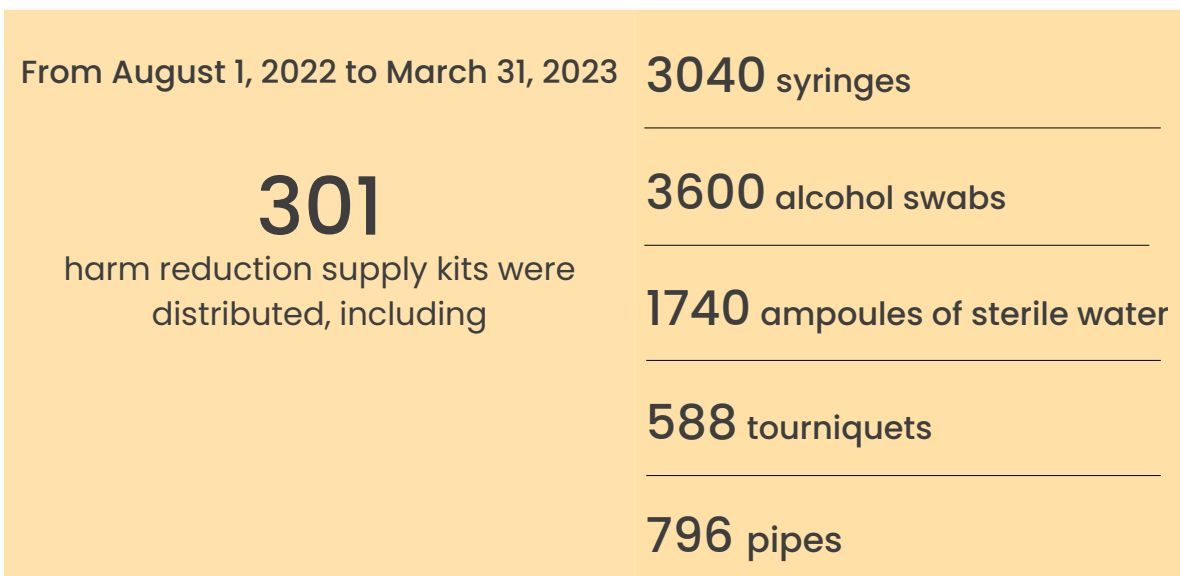 From August 1, 2022 to March 31, 2023
301
harm reduction supply kits were
distributed, including
3040 syringes
3600 alcohol swabs
1740 ampoules of sterile water
588 tourniquets
796 pipes